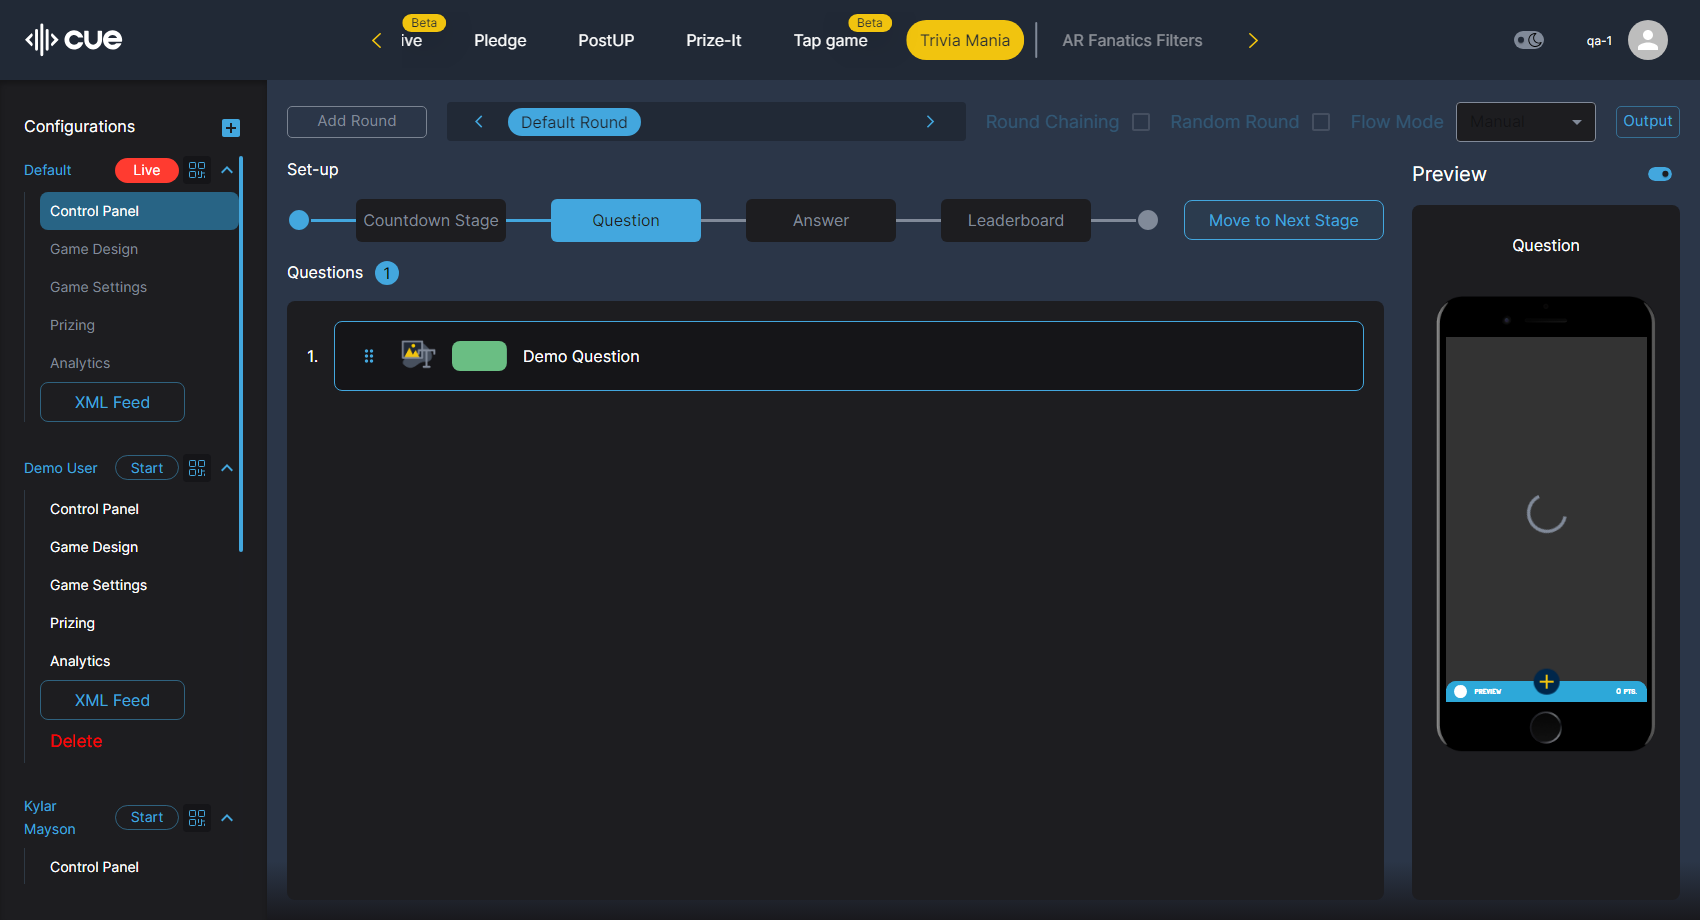 cue
Beta
ive
Pledge
PostUP
Prize-It
Beta
Tap game
Trivia Mania
AR Fanatics Filters
qa-1
Configurations
Default
Live
Control Panel
Game Design
Game Settings
Prizing
Analytics
XML Feed
Demo User
Start
Control Panel
Game Design
Game Settings
Prizing
Analytics
XML Feed
Delete
Kylar
Mayson
Start
Control Panel
Add Round
Default Round
Round Chaining
Random Round
Flow Mode
Manual
Output
Set-up
Countdown Stage
Question
Answer
Leaderboard
Move to Next Stage
Questions 1
1.
Demo Question
Preview
Question
PREVIEW
0 PTS.